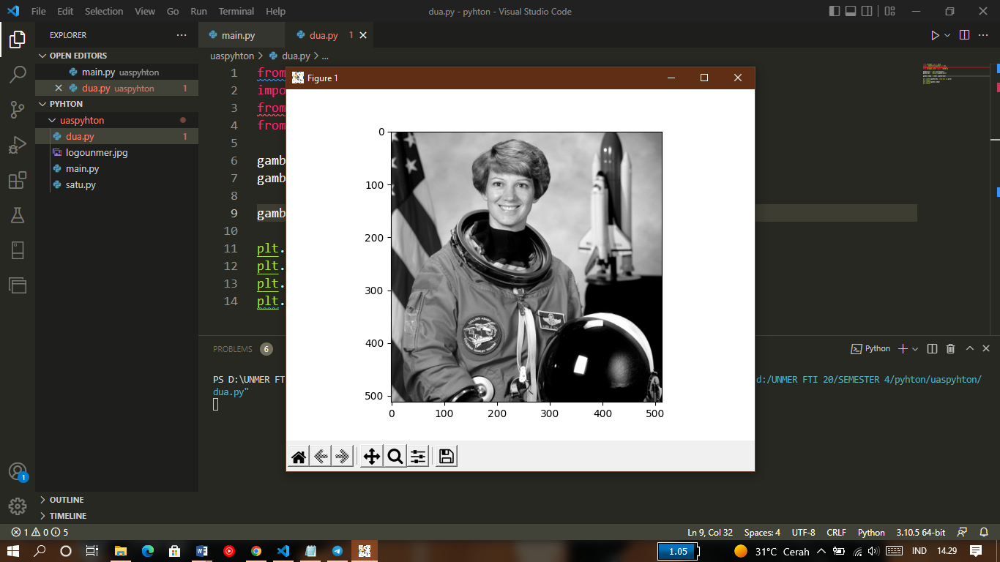 File Edit Selection View Go Run Terminal Help dua.py - pyhton - Visual Studio Code
EXPLORER
OPEN EDITORS
main.py uaspyhton
dua.py uaspyhton 1
PYHTON
uaspyhton
dua.py 1
logounmer.jpg
main.py
satu.py
OUTLINE
TIMELINE
main.py dua.py 1
uaspyhton > dua.py > ...
1 from
2 impo
3 from
4 from
5
6 gamb
7 gamb
8
9 gamb
10
11 plt.
12 plt.
13 plt.
14 plt.
Figure 1
0
100
200
300
400
500
0 100 200 300 400 500
PROBLEMS 6
Python
PS D:\UNMER FT d:/UNMER FTI 20/SEMESTER 4/pyhton/uaspyhton/
dua.py"
1
1 0 5
Ln 9, Col 32 Spaces: 4 UTF-8 CRLF Python 3.10.5 64-bit
1.05 31°C Cerah IND 14.29